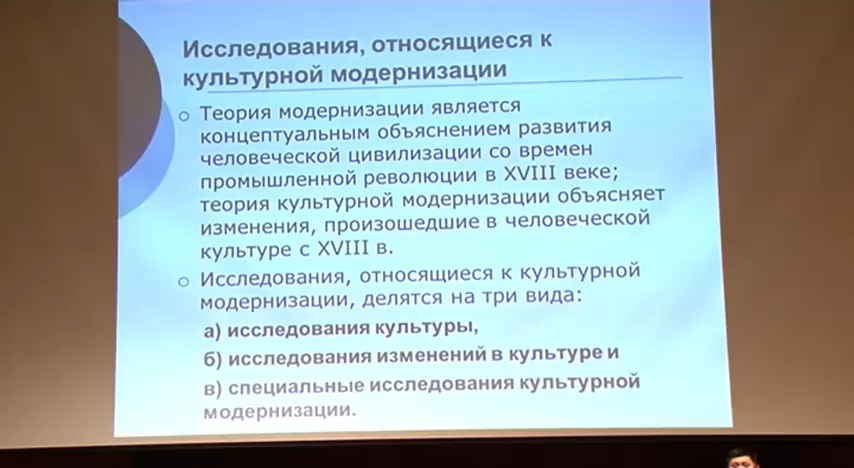 Исследования, относящиеся к
культурной модернизации
Теория модернизации является
концептуальным объяснением развития
человеческой цивилизации со времен
промышленной революции в XVIII веке;
теория культурной модернизации объясняет
изменения, произошедшие в человеческой
культуре с XVIII в.
Исследования, относящиеся к культурной
модернизации, делятся на три вида:
а) исследования культуры,
б) исследования изменений в культуре и
в) специальные исследования культурной
модернизации.